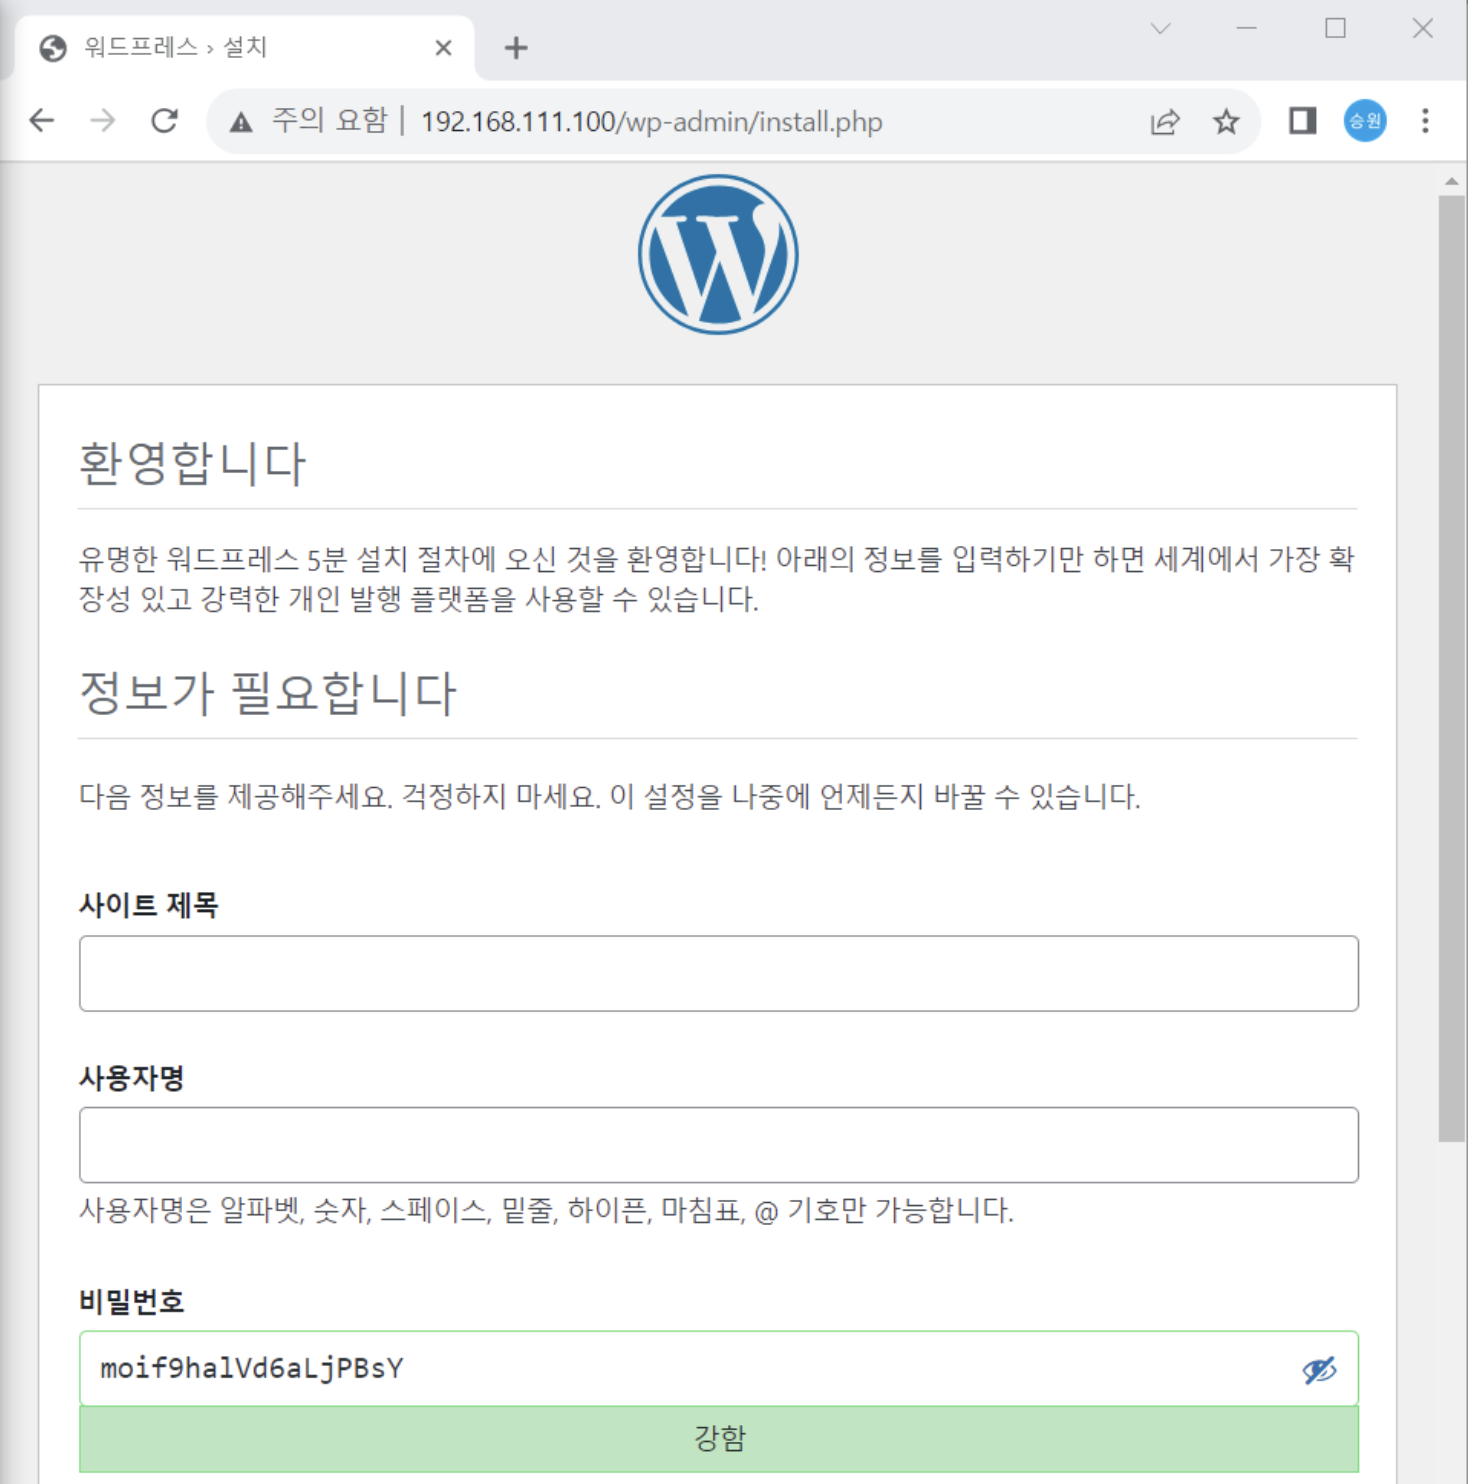 워드프레스 › 설치
주의 요함 | 192.168.111.100/wp-admin/install.php
승원
환영합니다
유명한 워드프레스 5분 설치 절차에 오신 것을 환영합니다! 아래의 정보를 입력하기만 하면 세계에서 가장 확
장성 있고 강력한 개인 발행 플랫폼을 사용할 수 있습니다.
정보가 필요합니다
다음 정보를 제공해주세요. 걱정하지 마세요. 이 설정을 나중에 언제든지 바꿀 수 있습니다.
사이트 제목
사용자명
사용자명은 알파벳, 숫자, 스페이스, 밑줄, 하이픈, 마침표, @ 기호만 가능합니다.
비밀번호
moif9halVd6aLjPBsY
강함